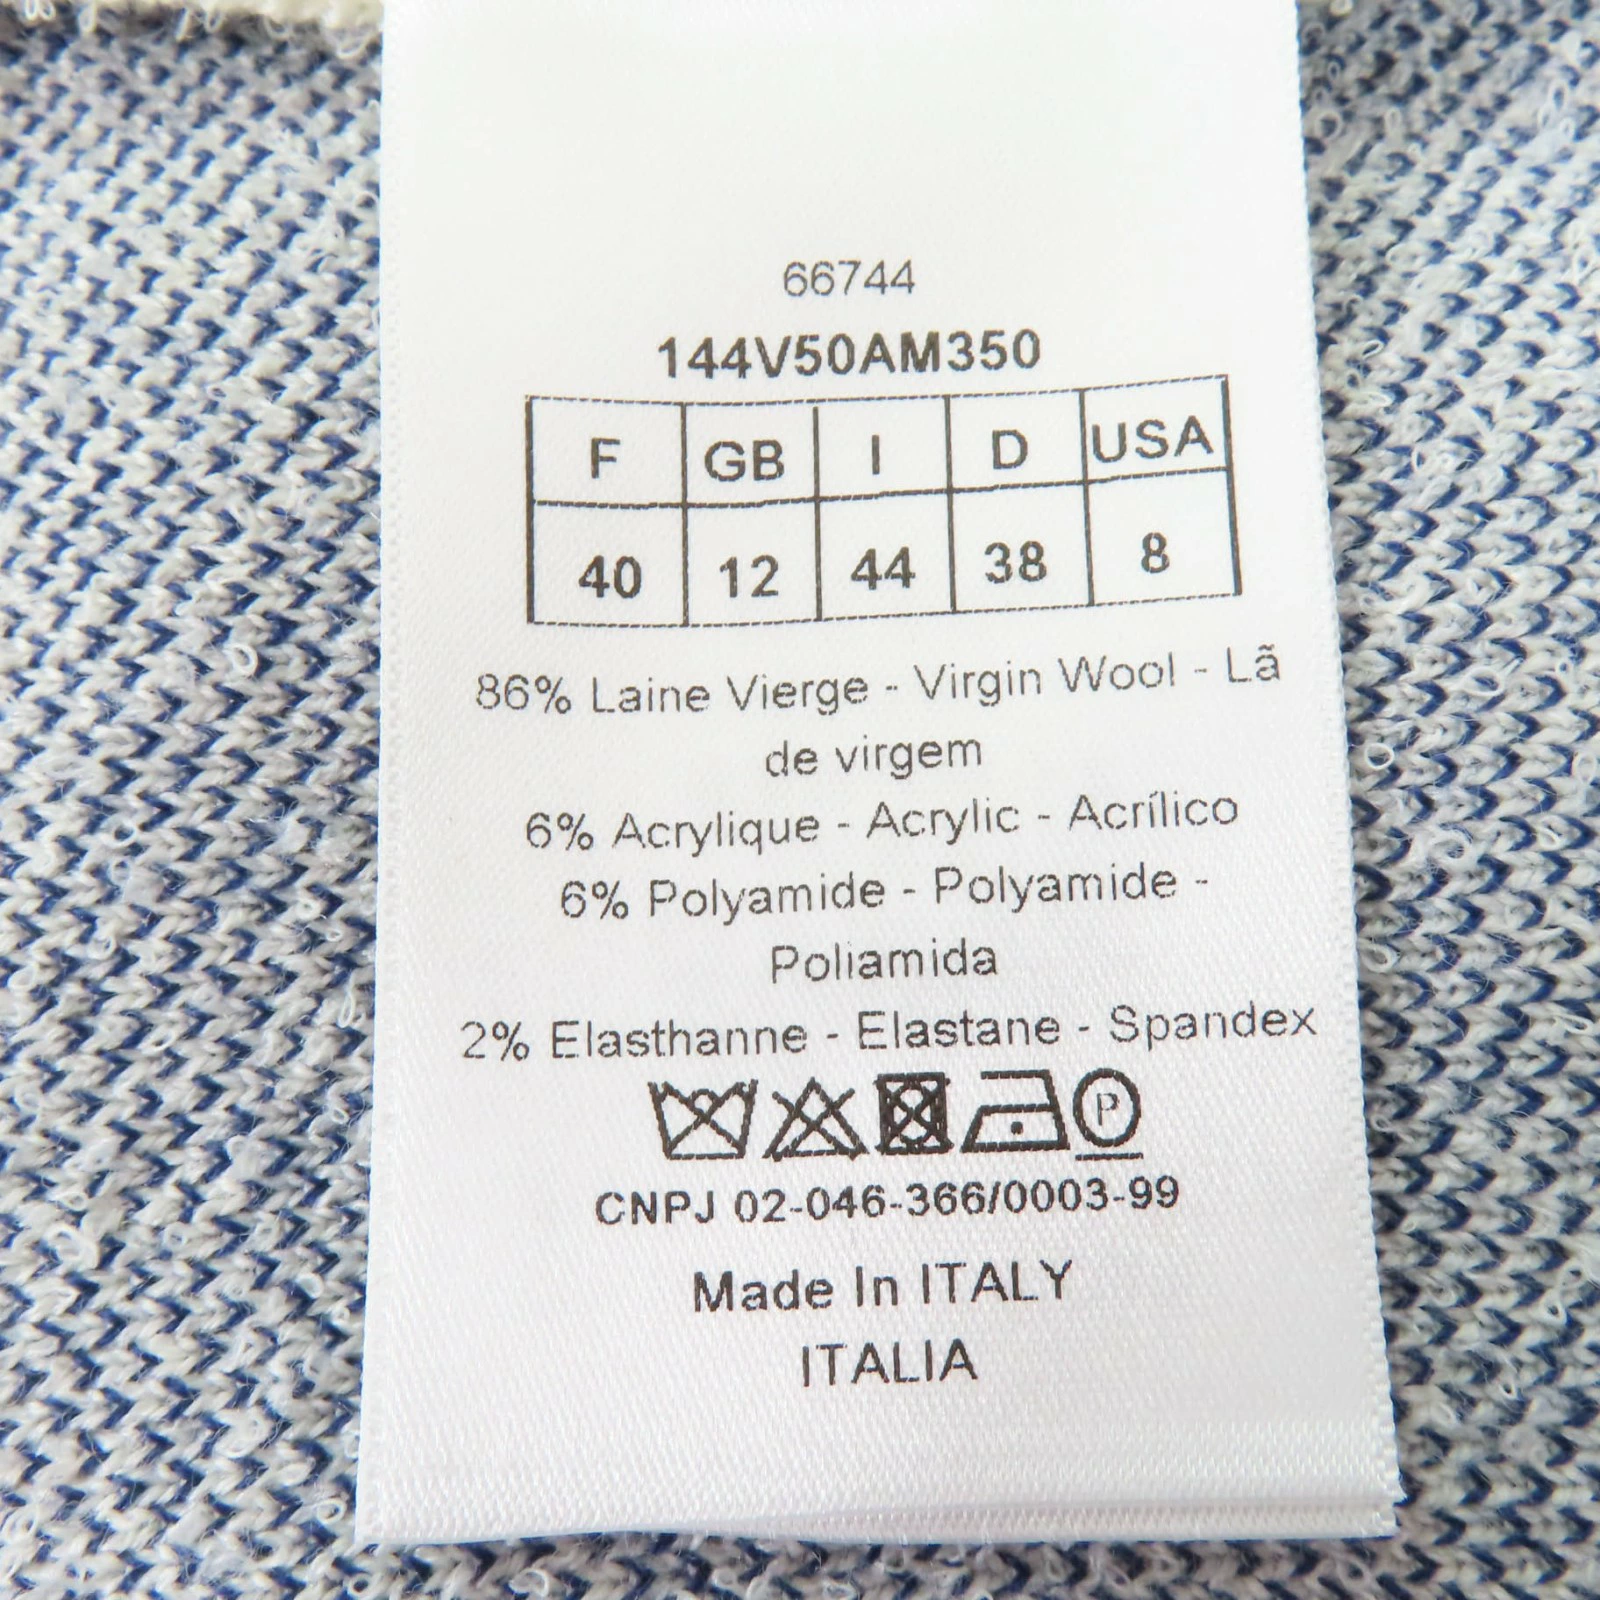 66744
144V50AM350
F GB I D USA
40 12 44 38 8
86% Laine Vierge - Virgin Wool - Lã
de virgem
6% Acrylique - Acrylic - Acrílico
6% Polyamide - Polyamide -
Poliamida
2% Elasthanne - Elastane - Spandex
P
CNPJ 02-046-366/0003-99
Made In ITALY
ITALIA